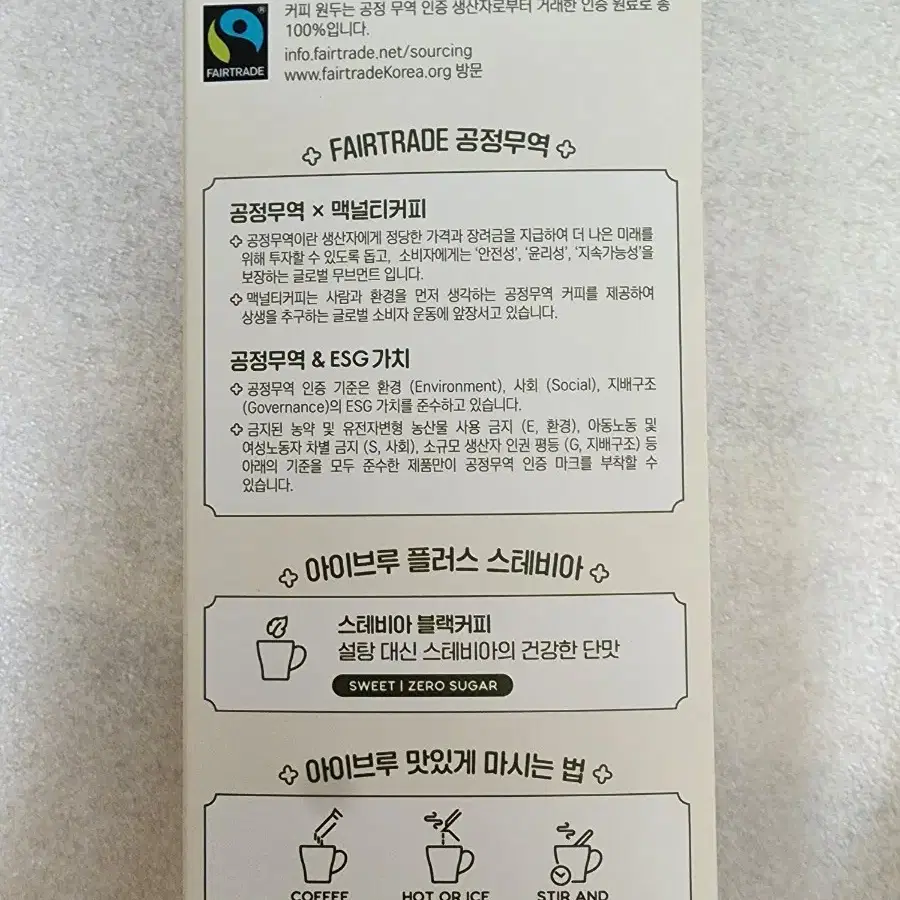 커피 원두는 공정 무역 인증 생산자로부터 거래한 인증 원료로 총
100%입니다.
info.fairtrade.net/sourcing
www.fairtradeKorea.org 방문
®
FAIRTRADE
FAIRTRADE 공정무역
공정무역 × 맥널티커피
공정무역이란 생산자에게 정당한 가격과 장려금을 지급하여 더 나은 미래를
위해 투자할 수 있도록 돕고, 소비자에게는 '안전성', '윤리성', '지속가능성'을
보장하는 글로벌 무브먼트 입니다.
맥널티커피는 사람과 환경을 먼저 생각하는 공정무역 커피를 제공하여
상생을 추구하는 글로벌 소비자 운동에 앞장서고 있습니다.
공정무역 & ESG 가치
공정무역 인증 기준은 환경 (Environment), 사회 (Social), 지배구조
(Governance)의 ESG 가치를 준수하고 있습니다.
금지된 농약 및 유전자변형 농산물 사용 금지 (E, 환경), 아동노동 및
여성노동자 차별 금지 (S, 사회), 소규모 생산자 인권 평등 (G, 지배구조) 등
아래의 기준을 모두 준수한 제품만이 공정무역 인증 마크를 부착할 수
있습니다.
아이브루 플러스 스테비아
스테비아 블랙커피
설탕 대신 스테비아의 건강한 단맛
SWEET | ZERO SUGAR
아이브루 맛있게 마시는 법
COFFEE
HOT OR ICE
STIR AND